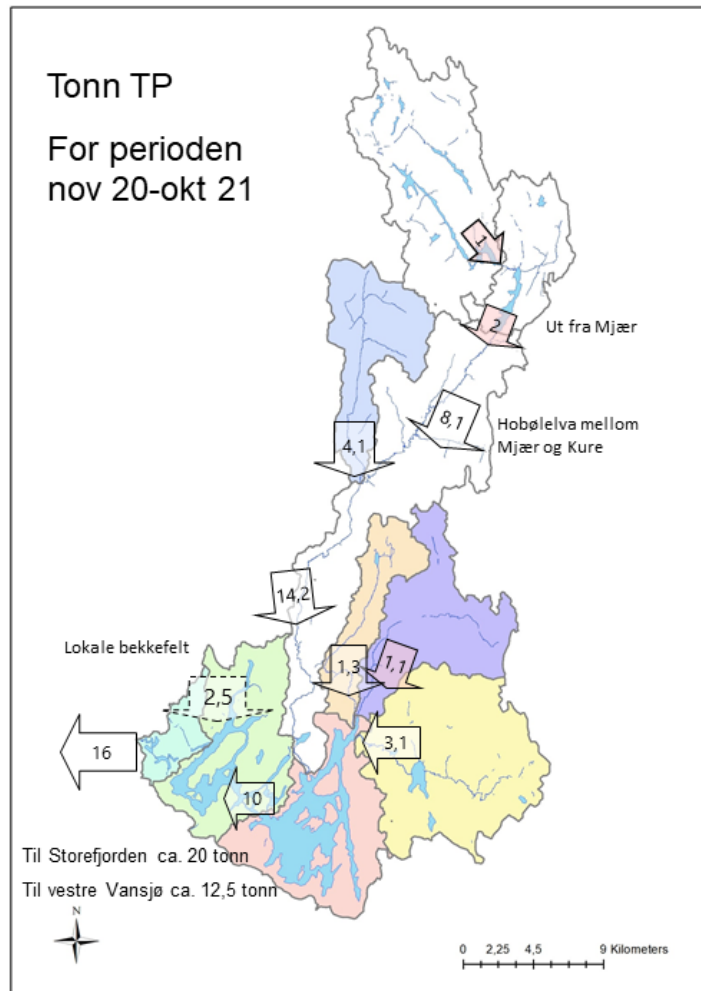 Tonn TP
For perioden
nov 20-okt 21
1
2
Ut fra Mjær
8,1
Hobølelva mellom
Mjær og Kure
4,1
14,2
Lokale bekkefelt
1,3
1,1
2,5
3,1
16
10
Til Storefjorden ca. 20 tonn
Til vestre Vansjø ca. 12,5 tonn
N
0 2,25 4,5 9 Kilometers